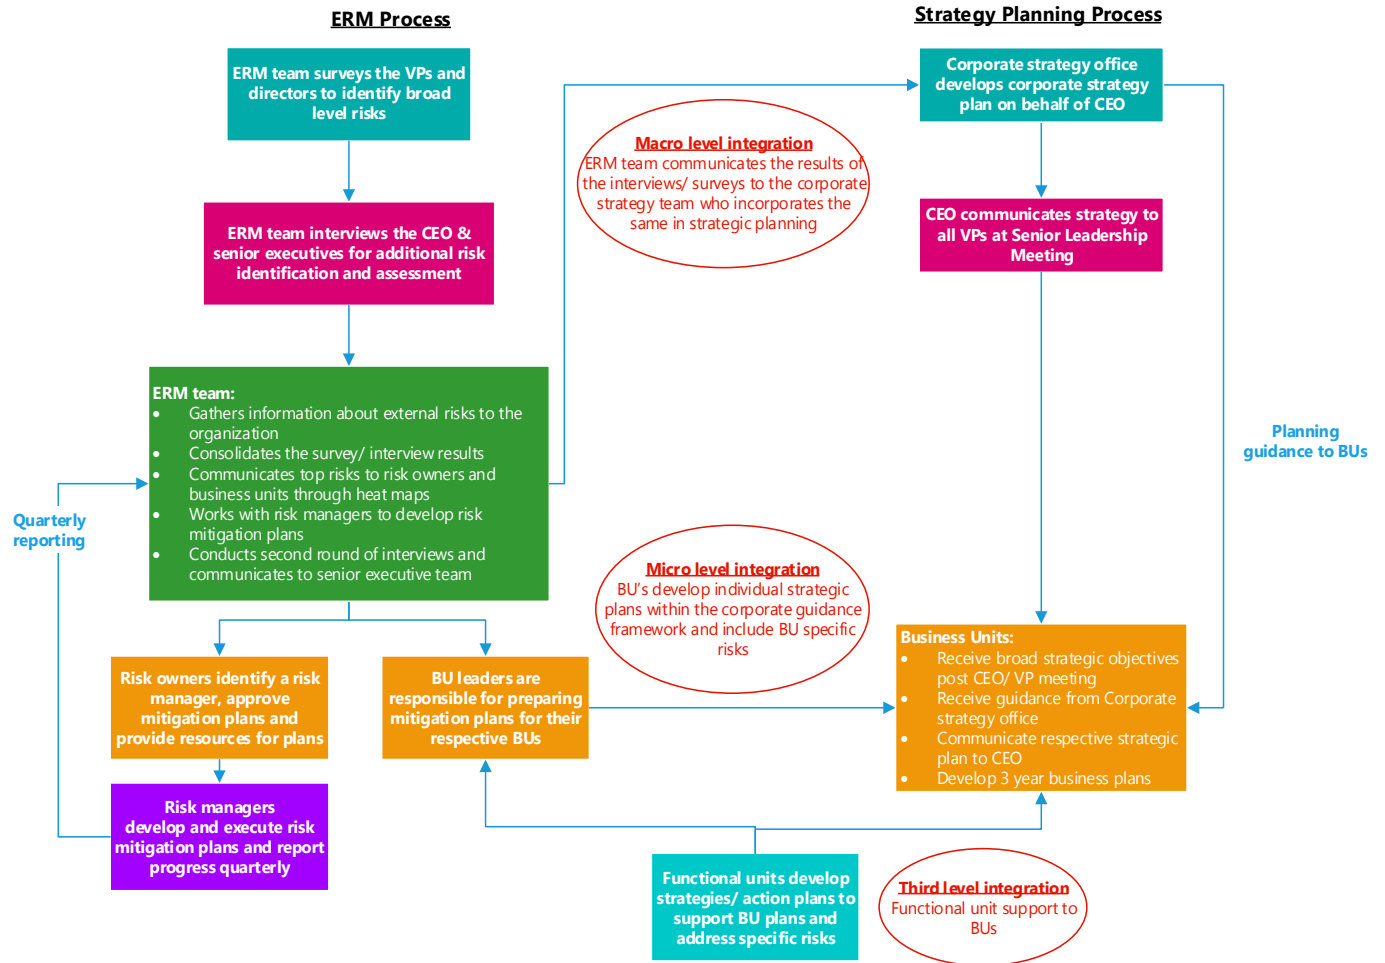 ERM Process
Strategy Planning Process
ERM team surveys the VPs and
directors to identify broad
level risks
Corporate strategy office
develops corporate strategy
plan on behalf of CEO
Macro level integration
ERM team communicates the results of
the interviews/ surveys to the corporate
strategy team who incorporates the
same in strategic planning
ERM team interviews the CEO &
senior executives for additional risk
identification and assessment
CEO communicates strategy to
all VPs at Senior Leadership
Meeting
ERM team:
• Gathers information about external risks to the
organization
• Consolidates the survey/ interview results
• Communicates top risks to risk owners and
business units through heat maps
• Works with risk managers to develop risk
mitigation plans
• Conducts second round of interviews and
communicates to senior executive team
Planning
guidance to BUs
Quarterly
reporting
Micro level integration
BU's develop individual strategic
plans within the corporate guidance
framework and include BU specific
risks
Risk owners identify a risk
manager, approve
mitigation plans and
provide resources for plans
BU leaders are
responsible for preparing
mitigation plans for their
respective BUs
Business Units:
• Receive broad strategic objectives
post CEO/ VP meeting
• Receive guidance from Corporate
strategy office
• Communicate respective strategic
plan to CEO
• Develop 3 year business plans
Risk managers
develop and execute risk
mitigation plans and report
progress quarterly
Functional units develop
strategies/ action plans to
support BU plans and
address specific risks
Third level integration
Functional unit support to
BUs